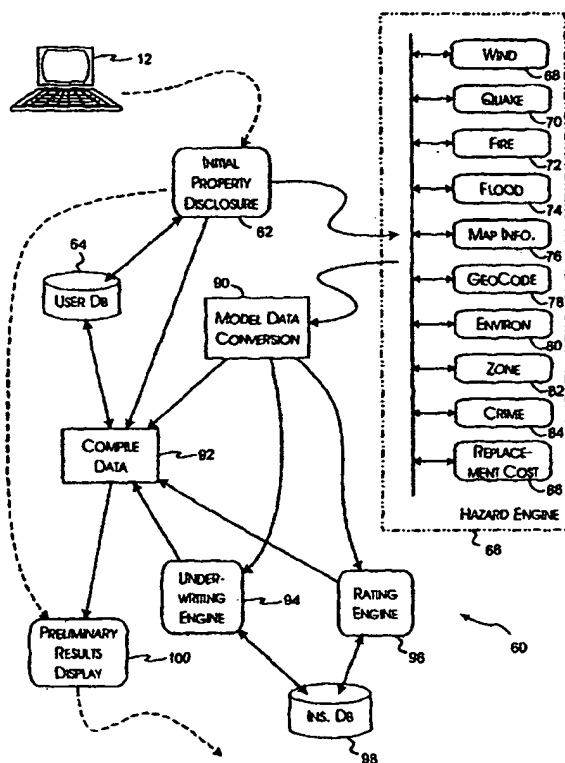 12
WIND
68
QUAKE
70
FIRE
72
FLOOD
74
MAP INFO.
76
GEOCODE
78
ENVIRON
80
ZONE
82
CRIME
84
REPLACE-
MENT COST
86
HAZARD ENGINE
66
INITIAL
PROPERTY
DISCLOSURE
62
64
USER DB
90
MODEL DATA
CONVERSION
COMPILE
DATA
92
UNDER-
WRITING
ENGINE
94
RATING
ENGINE
96
60
PRELIMINARY
RESULTS
DISPLAY
100
INS. DB
98